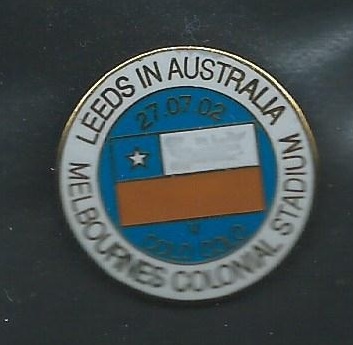 LEEDS IN AUSTRALIA
27.07.02
V
COLO COLO
MELBOURNES COLONIAL STADIUM